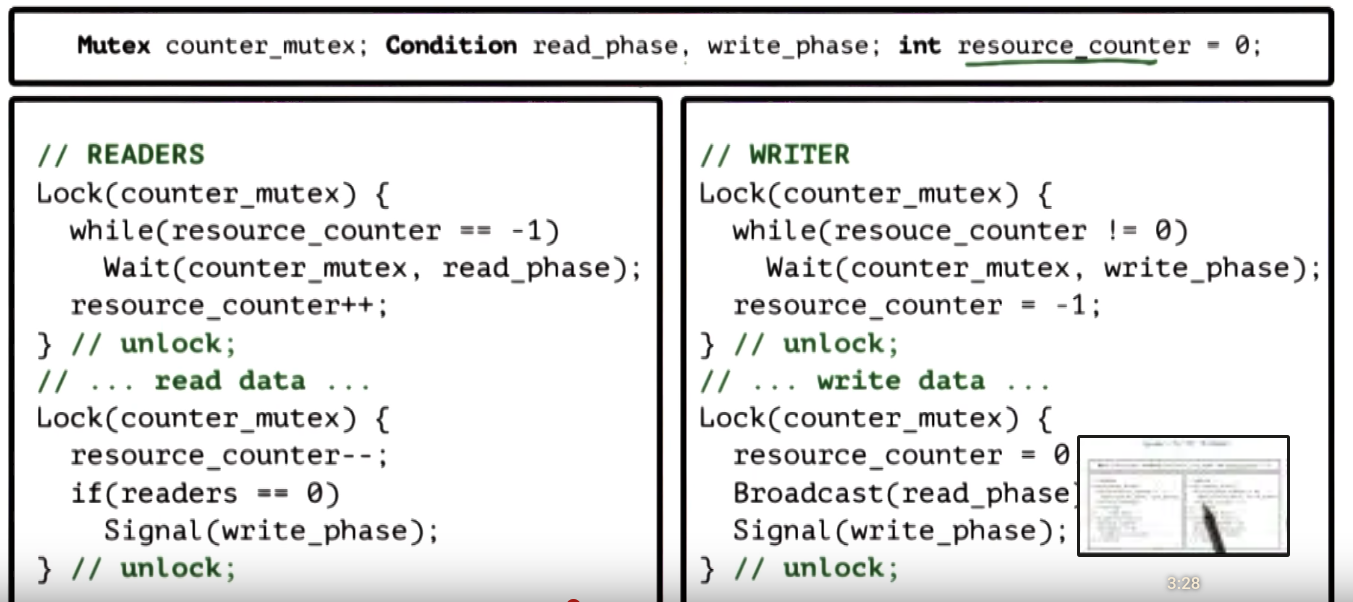 Mutex counter_mutex; Condition read_phase, write_phase; int resource_counter = 0;
// READERS
Lock(counter_mutex) {
while(resource_counter == -1)
Wait(counter_mutex, read_phase);
resource_counter++;
} // unlock;
// ... read data ...
Lock(counter_mutex) {
resource_counter--;
if(readers == 0)
Signal(write_phase);
} // unlock;
// WRITER
Lock(counter_mutex) {
while(resouce_counter != 0)
Wait(counter_mutex, write_phase);
resource_counter = -1;
} // unlock;
// ... write data ...
Lock(counter_mutex) {
resource_counter = 0
Broadcast(read_phase)
Signal(write_phase);
} // unlock;
3:28